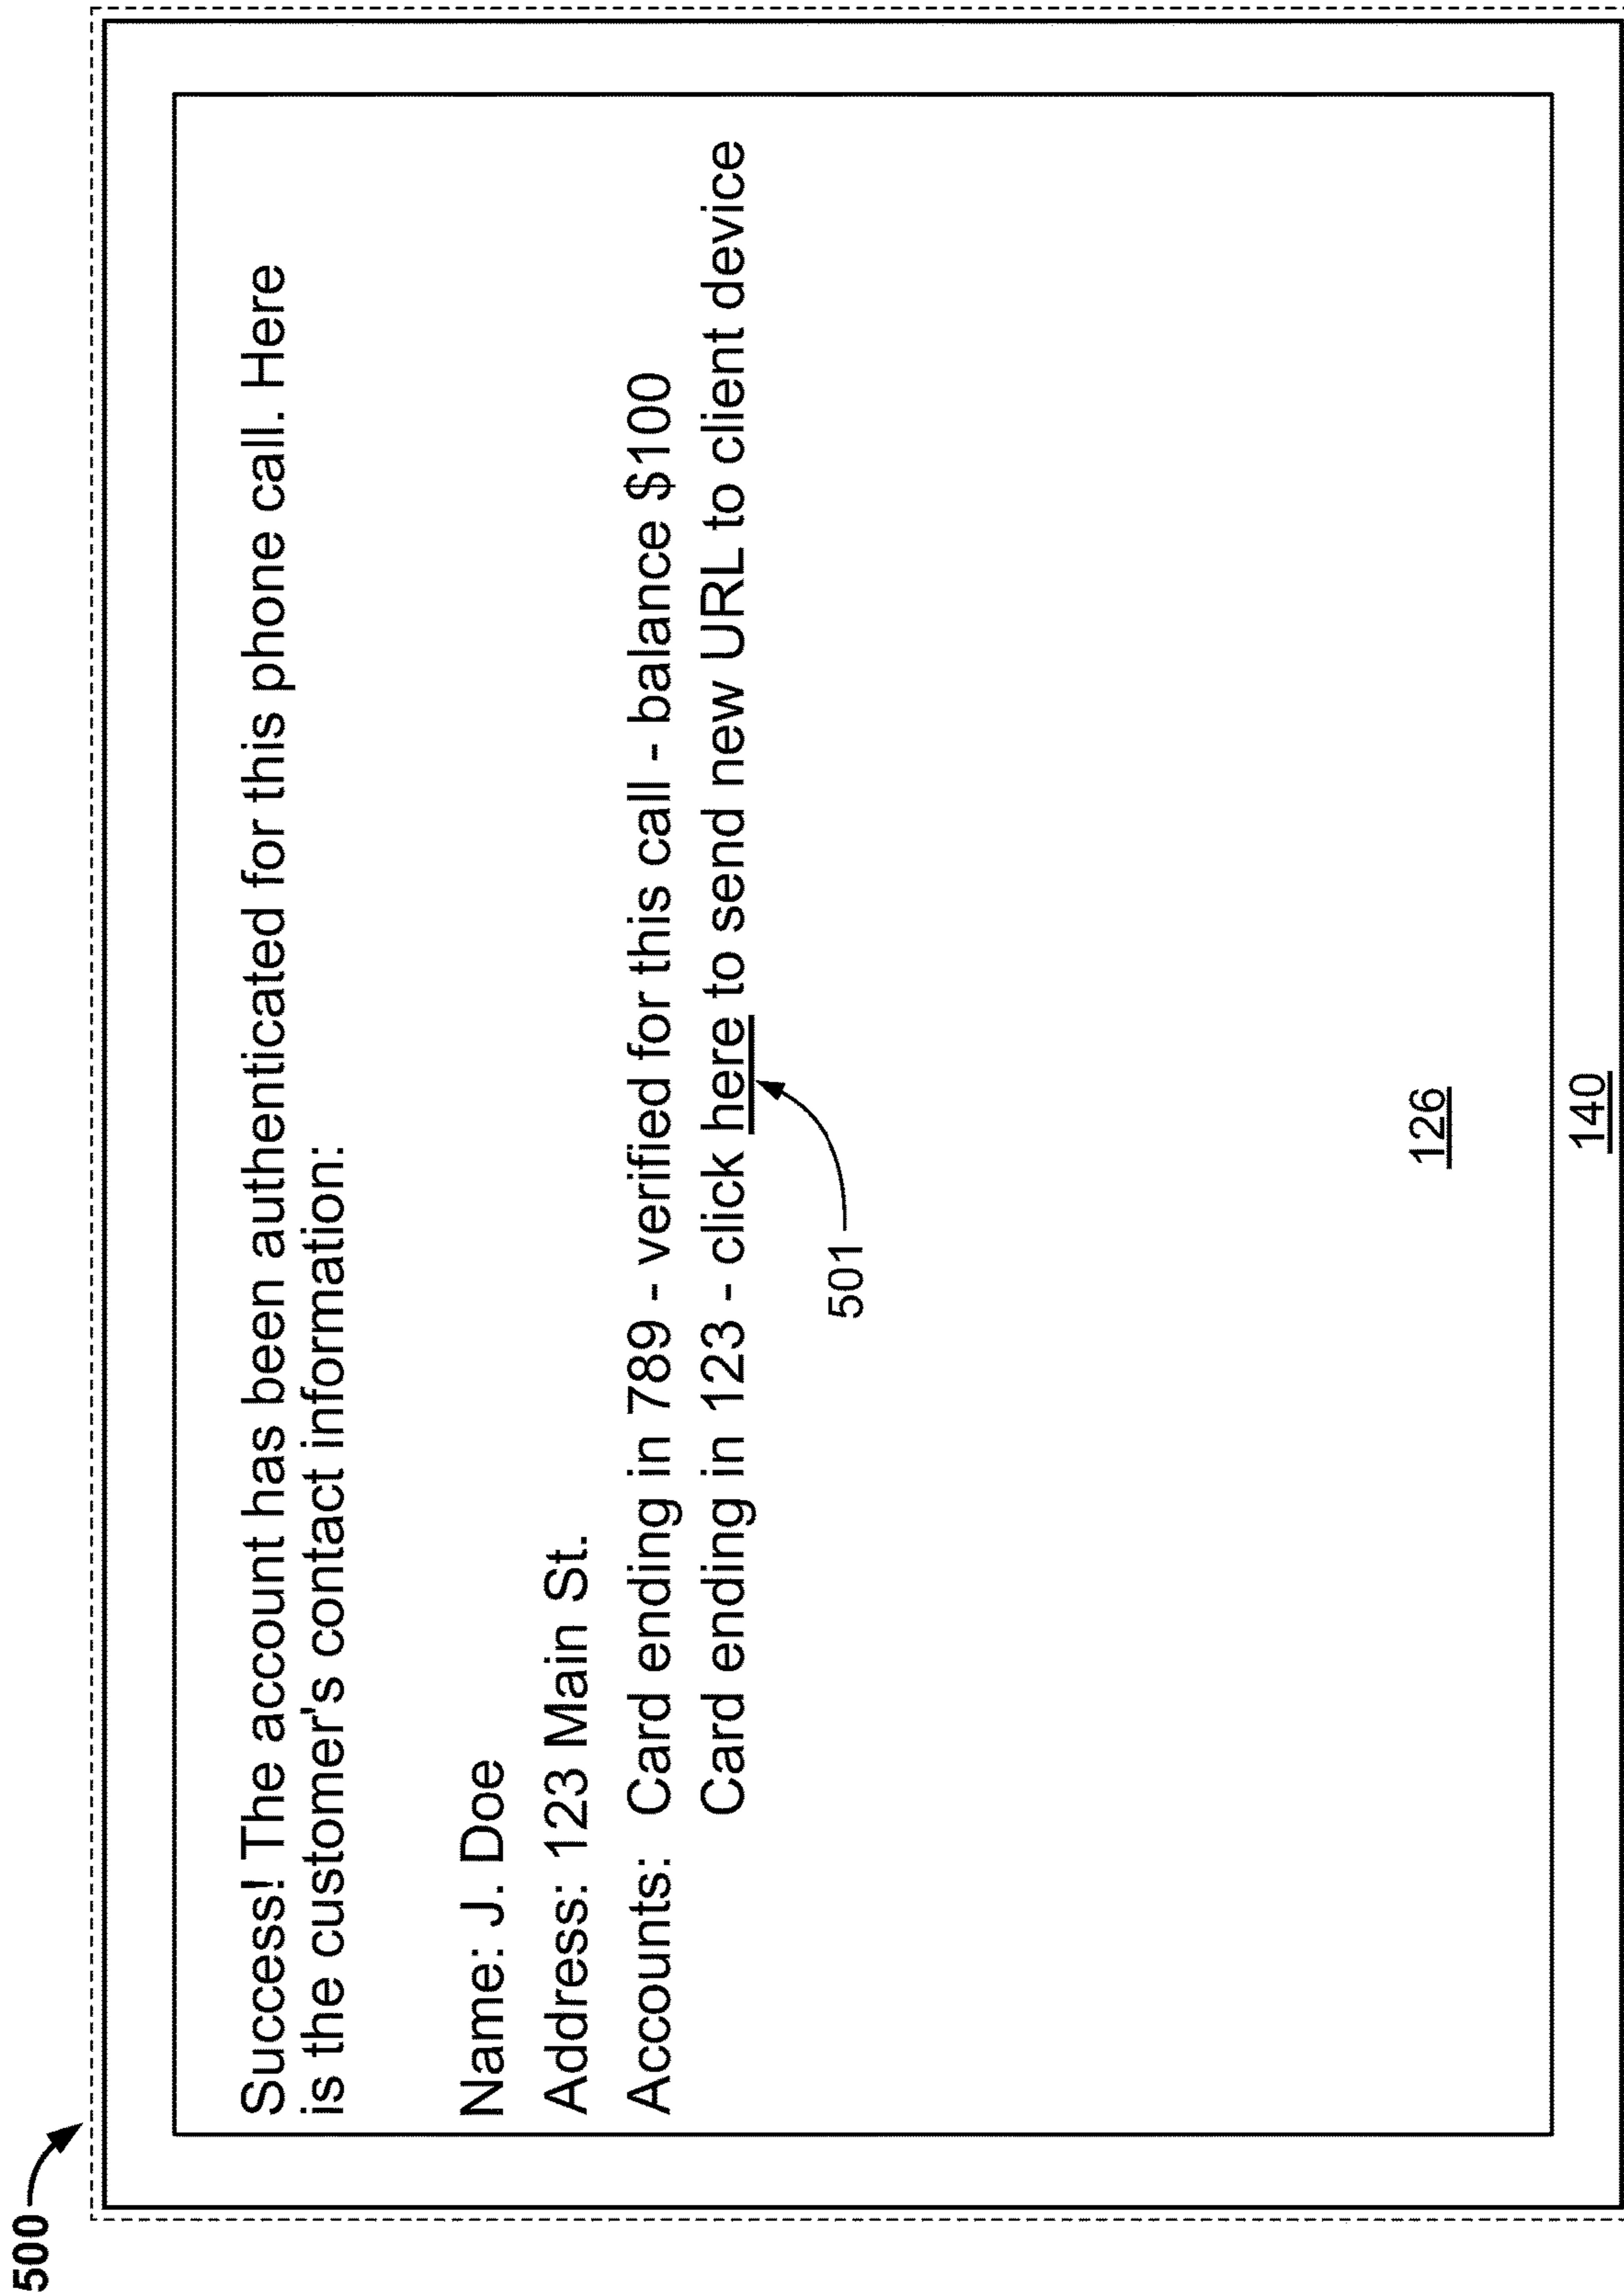 500
Success! The account has been authenticated for this phone call. Here
is the customer's contact information:
Name: J. Doe
Address: 123 Main St.
Accounts: Card ending in 789 - verified for this call - balance $100
Card ending in 123 - click here to send new URL to client device
501
126
140